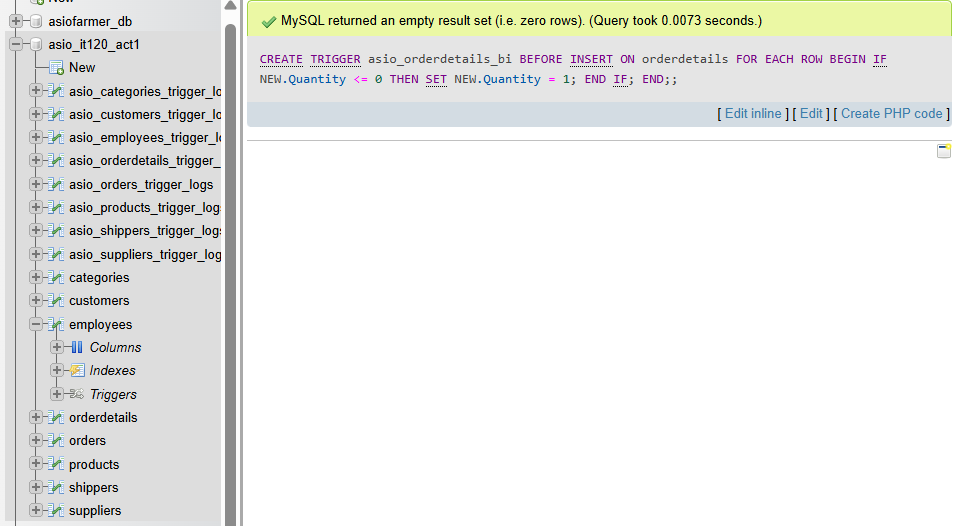 New
asiofarmer_db
asio_it120_act1
New
asio_categories_trigger_lo
asio_customers_trigger_lo
asio_employees_trigger_l
asio_orderdetails_trigger_
asio_orders_trigger_logs
asio_products_trigger_log
asio_shippers_trigger_log
asio_suppliers_trigger_log
categories
customers
employees
Columns
Indexes
Triggers
orderdetails
orders
products
shippers
suppliers
MySQL returned an empty result set (i.e. zero rows). (Query took 0.0073 seconds.)
CREATE TRIGGER asio_orderdetails_bi BEFORE INSERT ON orderdetails FOR EACH ROW BEGIN IF
NEW.Quantity <= 0 THEN SET NEW.Quantity = 1; END IF; END;;
[ Edit inline ] [ Edit ] [ Create PHP code ]